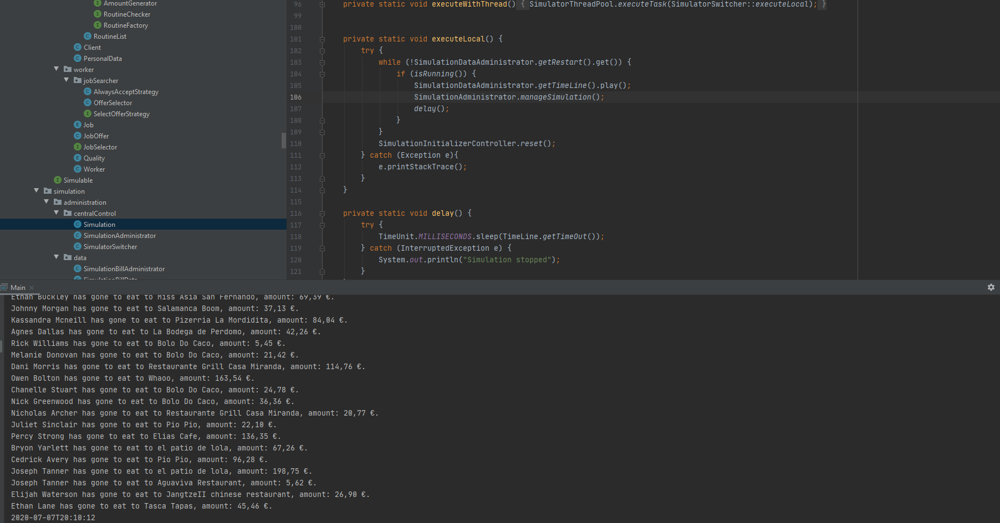 AmountGenerator
RoutineChecker
RoutineFactory
RoutineList
Client
PersonalData
worker
jobSearcher
AlwaysAcceptStrategy
OfferSelector
SelectOfferStrategy
Job
JobOffer
JobSelector
Quality
Worker
Simulable
simulation
administration
centralControl
Simulation
SimulationAdministrator
SimulatorSwitcher
data
SimulationBillAdministrator
SimulationBillData
96 private static void executeWithThread() { SimulatorThreadPool.executeTask(SimulatorSwitcher::executeLocal); }
99
100
101 private static void executeLocal() {
102 try {
103 while (!SimulationDataAdministrator.getRestart().get()) {
104 if (isRunning()) {
105 SimulationDataAdministrator.getTimeLine().play();
106 SimulationAdministrator.manageSimulation();
107 delay();
108 }
109 }
110 SimulationInitializerController.reset();
111 } catch (Exception e){
112 e.printStackTrace();
113 }
114 }
115
116 private static void delay() {
117 try {
118 TimeUnit.MILLISECONDS.sleep(TimeLine.getTimeOut());
119 } catch (InterruptedException e) {
120 System.out.println("Simulation stopped");
121 }
Main
Ethan Buckley has gone to eat to Miss Asia San Fernando, amount: 69,39 €.
Johnny Morgan has gone to eat to Salamanca Boom, amount: 37,13 €.
Kassandra Mcneill has gone to eat to Pizerria La Mordidita, amount: 84,04 €.
Agnes Dallas has gone to eat to La Bodega de Perdomo, amount: 42,26 €.
Rick Williams has gone to eat to Bolo Do Caco, amount: 5,45 €.
Melanie Donovan has gone to eat to Bolo Do Caco, amount: 21,42 €.
Dani Morris has gone to eat to Restaurante Grill Casa Miranda, amount: 114,76 €.
Owen Bolton has gone to eat to Whaoo, amount: 163,54 €.
Chanelle Stuart has gone to eat to Bolo Do Caco, amount: 24,78 €.
Nick Greenwood has gone to eat to Bolo Do Caco, amount: 36,36 €.
Nicholas Archer has gone to eat to Restaurante Grill Casa Miranda, amount: 20,77 €.
Juliet Sinclair has gone to eat to Pio Pio, amount: 22,10 €.
Percy Strong has gone to eat to Elias Cafe, amount: 136,35 €.
Bryon Yarlett has gone to eat to el patio de lola, amount: 67,26 €.
Cedrick Avery has gone to eat to Pio Pio, amount: 96,28 €.
Joseph Tanner has gone to eat to el patio de lola, amount: 198,75 €.
Joseph Tanner has gone to eat to Aguaviva Restaurant, amount: 5,62 €.
Elijah Waterson has gone to eat to JangtzeII chinese restaurant, amount: 26,90 €.
Ethan Lane has gone to eat to Tasca Tapas, amount: 45,46 €.
2020-07-07T20:10:12